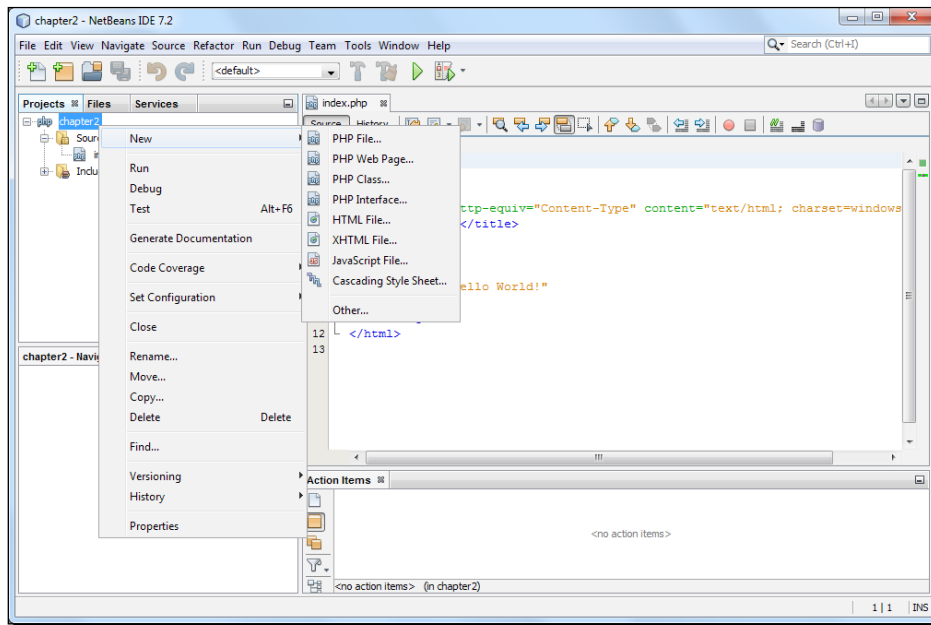 chapter2 - NetBeans IDE 7.2
File Edit View Navigate Source Refactor Run Debug Team Tools Window Help
Search (Ctrl+I)
<default>
Projects Files Services
index.php
chapter2
Source History
Sour
Indu
New
Run
Debug
Test Alt+F6
Generate Documentation
Code Coverage
Set Configuration
Close
Rename...
Move...
Copy...
Delete Delete
Find...
Versioning
History
Properties
PHP File...
PHP Web Page...
PHP Class...
PHP Interface...
HTML File...
XHTML File...
JavaScript File...
Cascading Style Sheet...
Other...
ttp-equiv="Content-Type" content="text/html; charset=windows
</title>
ello World!"
12 </html>
13
chapter2 - Navig
Action Items
<no action items>
<no action items> (in chapter2)
1 | 1 INS